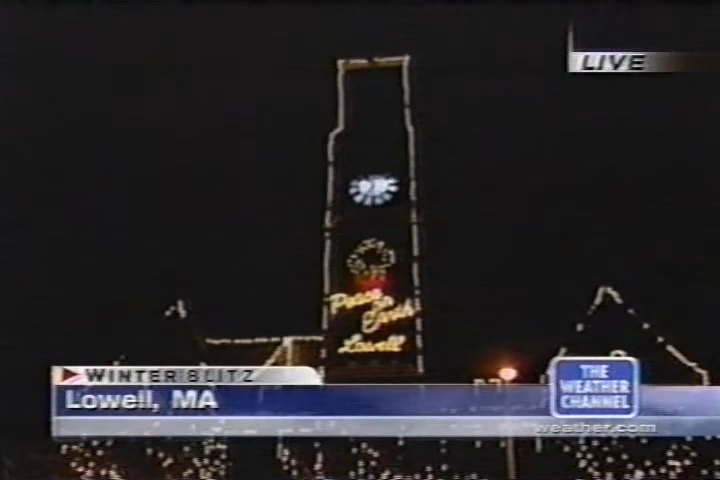 LIVE
Peace
on
Earth
Lowell
WINTER BLITZ
Lowell, MA
THE
WEATHER
CHANNEL
weather.com